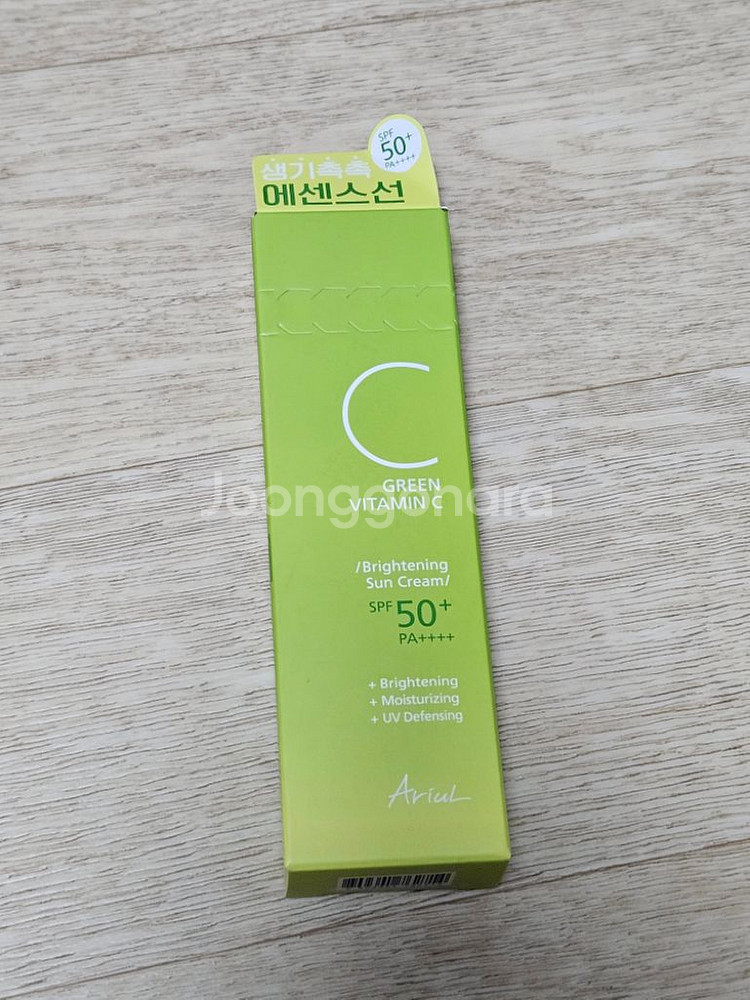 SPF
50+
PA++++
생기촉촉
에센스선
C
GREEN
VITAMIN C
/Brightening
Sun Cream/
SPF 50+
PA++++
+ Brightening
+ Moisturizing
+ UV Defensing
Ariul
Joonggonara